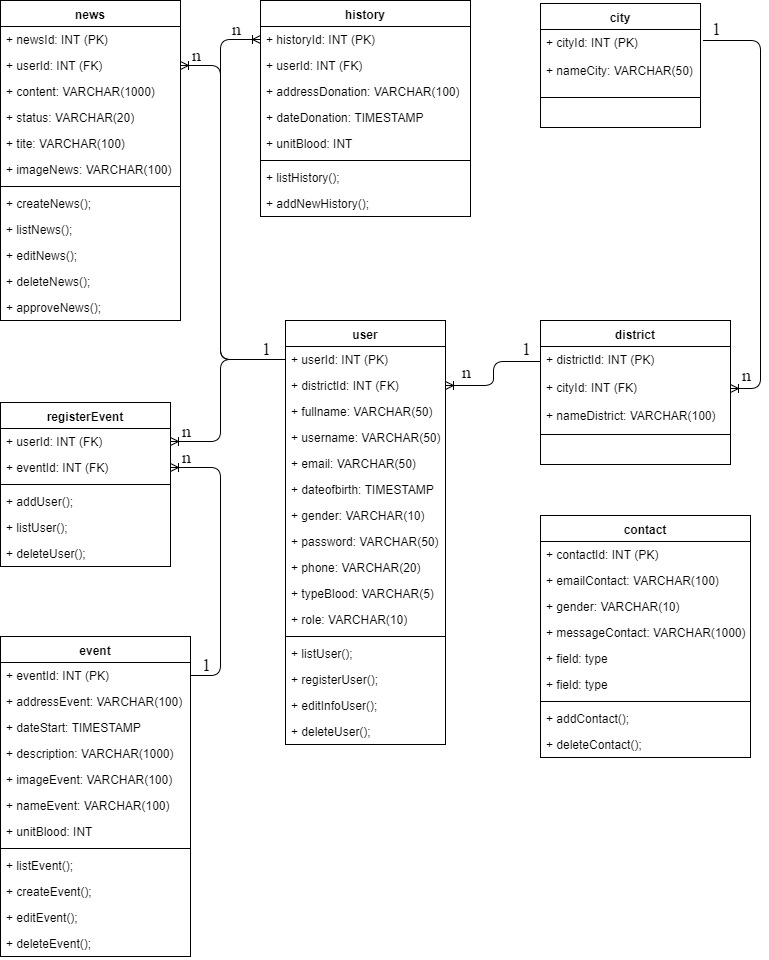 news
+ newsId: INT (PK)
+ userId: INT (FK)
+ content: VARCHAR(1000)
+ status: VARCHAR(20)
+ tite: VARCHAR(100)
+ imageNews: VARCHAR(100)
+ createNews();
+ listNews();
+ editNews();
+ deleteNews();
+ approveNews();
n
n
history
+ historyId: INT (PK)
+ userId: INT (FK)
+ addressDonation: VARCHAR(100)
+ dateDonation: TIMESTAMP
+ unitBlood: INT
+ listHistory();
+ addNewHistory();
city
+ cityId: INT (PK)
+ nameCity: VARCHAR(50)
1
registerEvent
+ userId: INT (FK)
+ eventId: INT (FK)
+ addUser();
+ listUser();
+ deleteUser();
n
n
1
user
+ userId: INT (PK)
+ districtId: INT (FK)
+ fullname: VARCHAR(50)
+ username: VARCHAR(50)
+ email: VARCHAR(50)
+ dateofbirth: TIMESTAMP
+ gender: VARCHAR(10)
+ password: VARCHAR(50)
+ phone: VARCHAR(20)
+ typeBlood: VARCHAR(5)
+ role: VARCHAR(10)
+ listUser();
+ registerUser();
+ editInfoUser();
+ deleteUser();
n
1
district
+ districtId: INT (PK)
+ cityId: INT (FK)
+ nameDistrict: VARCHAR(100)
n
event
+ eventId: INT (PK)
+ addressEvent: VARCHAR(100)
+ dateStart: TIMESTAMP
+ description: VARCHAR(1000)
+ imageEvent: VARCHAR(100)
+ nameEvent: VARCHAR(100)
+ unitBlood: INT
+ listEvent();
+ createEvent();
+ editEvent();
+ deleteEvent();
1
contact
+ contactId: INT (PK)
+ emailContact: VARCHAR(100)
+ gender: VARCHAR(10)
+ messageContact: VARCHAR(1000)
+ field: type
+ field: type
+ addContact();
+ deleteContact();